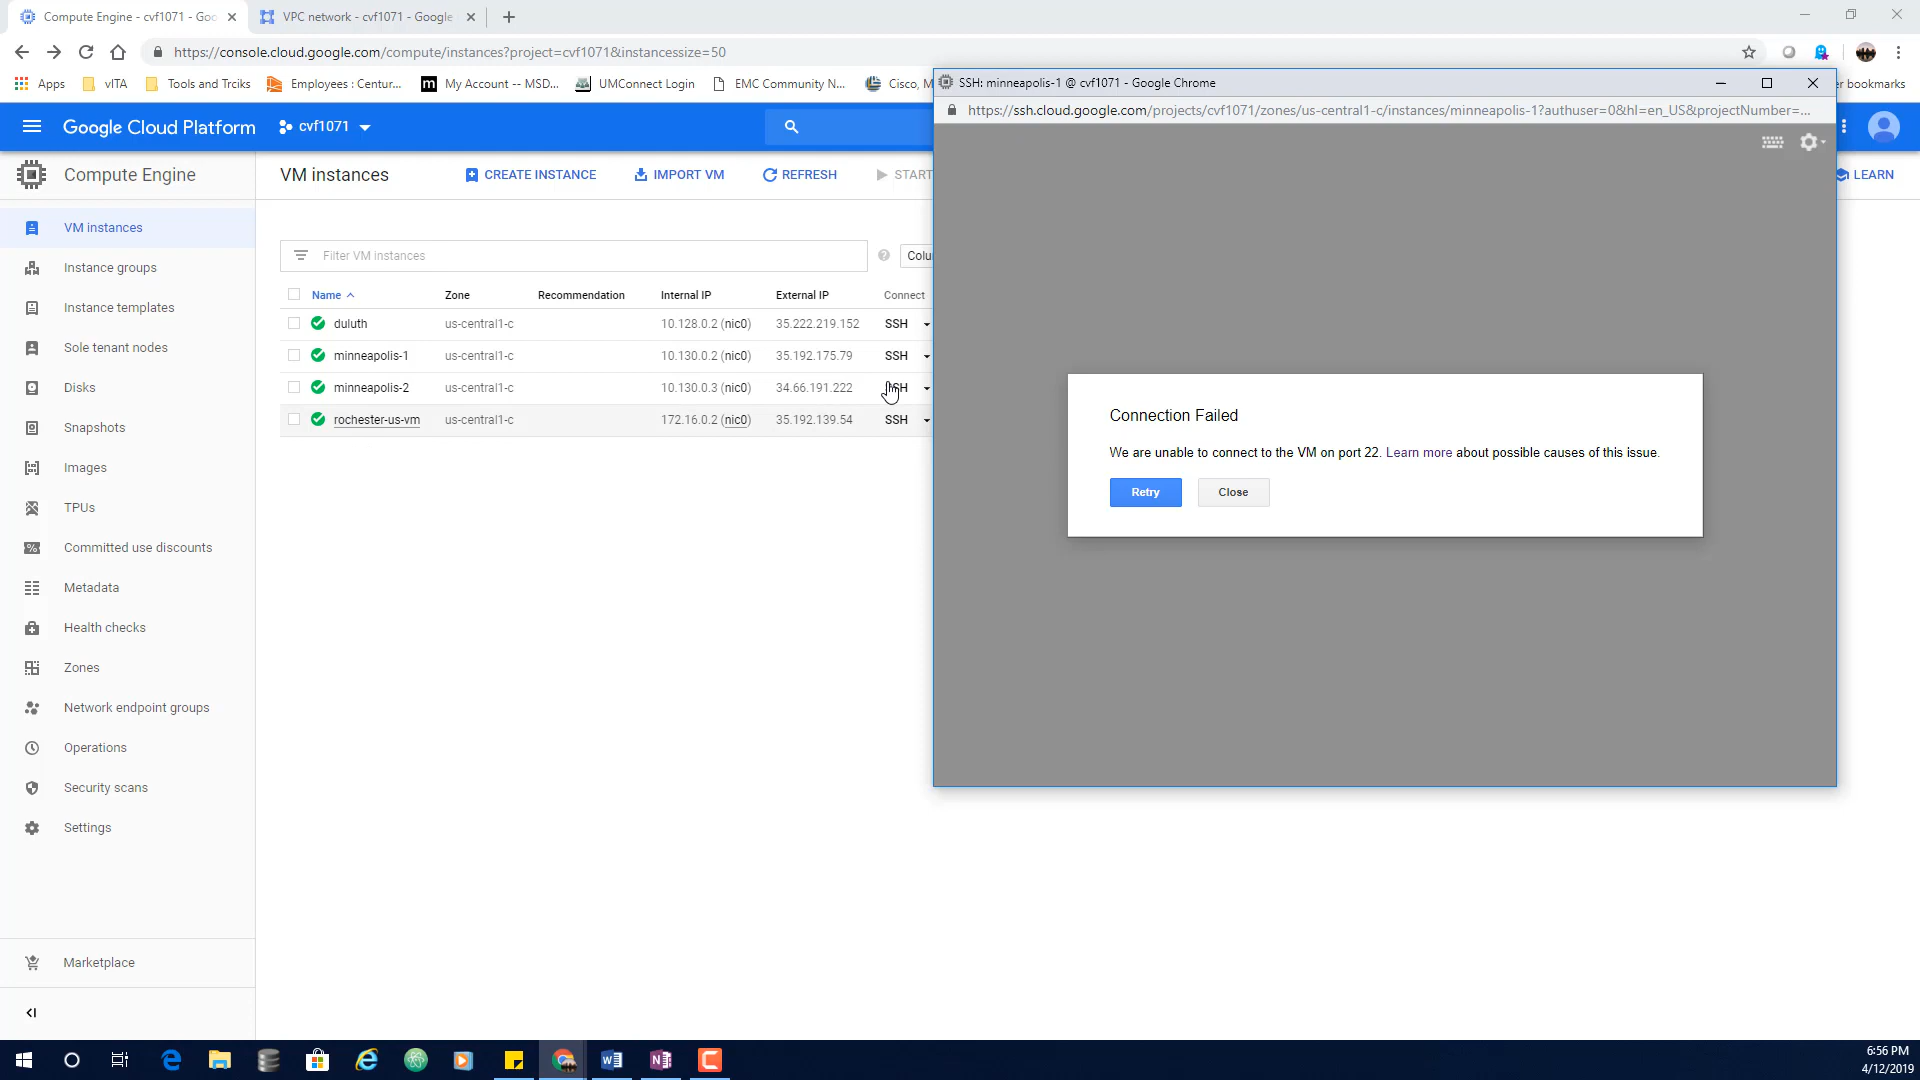 Compute Engine - cvf1071 - Goo
VPC network - cvf1071 - Google
https://console.cloud.google.com/compute/instances?project=cvf1071&instancessize=50
Apps
vITA
Tools and Trciks
Employees : Centur...
m My Account -- MSD...
UMConnect Login
EMC Community N...
Cisco, M
er bookmarks
SSH: minneapolis-1 @ cvf1071 - Google Chrome
https://ssh.cloud.google.com/projects/cvf1071/zones/us-central1-c/instances/minneapolis-1?authuser=0&hl=en_US&projectNumber=...
Google Cloud Platform
cvf1071
Compute Engine
VM instances
CREATE INSTANCE
IMPORT VM
REFRESH
START
LEARN
VM instances
Instance groups
Instance templates
Sole tenant nodes
Disks
Snapshots
Images
TPUs
Committed use discounts
Metadata
Health checks
Zones
Network endpoint groups
Operations
Security scans
Settings
Marketplace
Filter VM instances
Colu
Name Zone Recommendation Internal IP External IP Connect
duluth us-central1-c 10.128.0.2 (nic0) 35.222.219.152 SSH
minneapolis-1 us-central1-c 10.130.0.2 (nic0) 35.192.175.79 SSH
minneapolis-2 us-central1-c 10.130.0.3 (nic0) 34.66.191.222
rochester-us-vm us-central1-c 172.16.0.2 (nic0) 35.192.139.54 SSH
Connection Failed
We are unable to connect to the VM on port 22. Learn more about possible causes of this issue.
Retry
Close
6:56 PM
4/12/2019